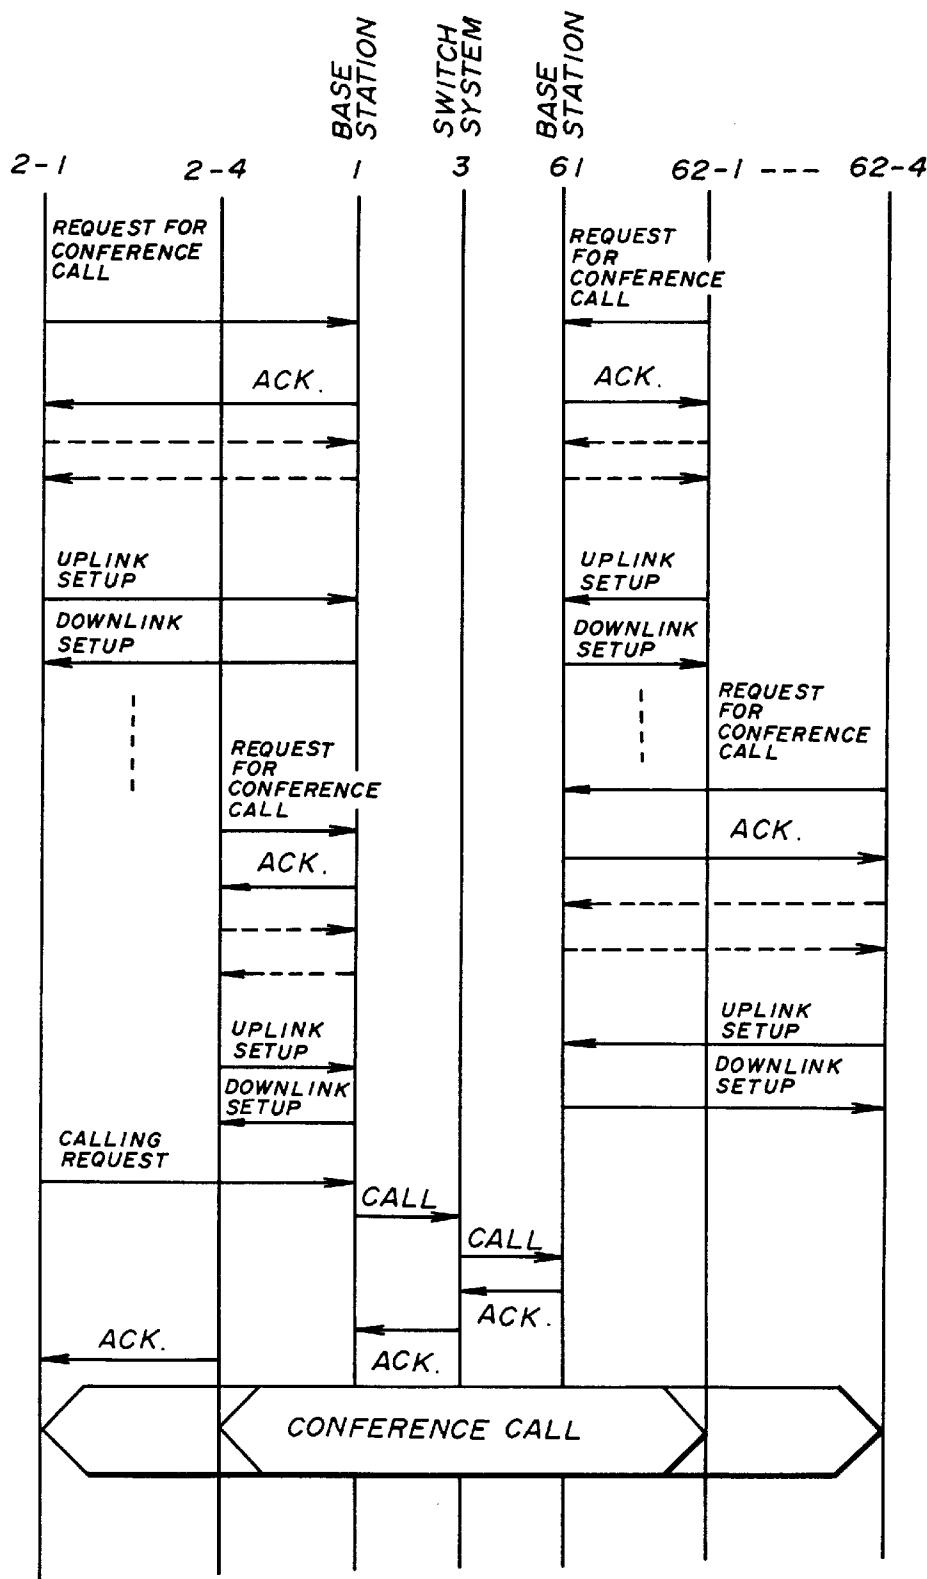 BASE
STATION
SWITCH
SYSTEM
BASE
STATION
2-1
2-4
1
3
61
62-1 ---
62-4
REQUEST FOR
CONFERENCE
CALL
REQUEST
FOR
CONFERENCE
CALL
ACK.
ACK.
UPLINK
SETUP
UPLINK
SETUP
DOWNLINK
SETUP
DOWNLINK
SETUP
REQUEST
FOR
CONFERENCE
CALL
REQUEST
FOR
CONFERENCE
CALL
ACK.
ACK.
UPLINK
SETUP
UPLINK
SETUP
DOWNLINK
SETUP
DOWNLINK
SETUP
CALLING
REQUEST
CALL
CALL
ACK.
ACK.
ACK.
CONFERENCE CALL